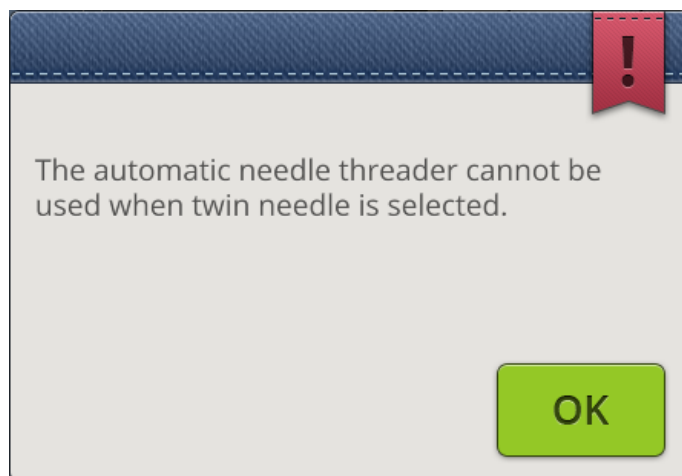 !
The automatic needle threader cannot be
used when twin needle is selected.
OK